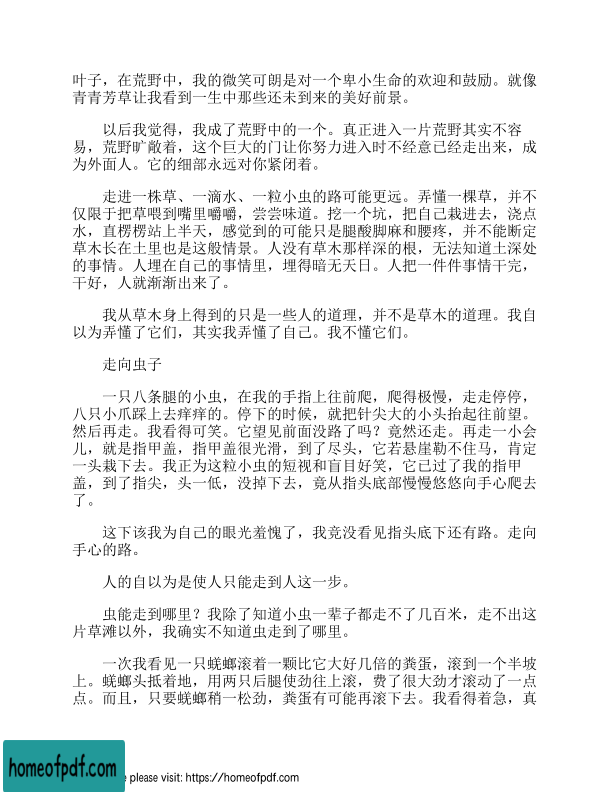 叶子，在荒野中，我的微笑可朗是对一个卑小生命的欢迎和鼓励。就像
青青芳草让我看到一生中那些还未到来的美好前景。
以后我觉得，我成了荒野中的一个。真正进入一片荒野其实不容
易，荒野旷敞着，这个巨大的门让你努力进入时不经意己经走出来，成
为外面人。它的细部永远对你紧闭着。
走进一株草、一滴水、一粒小虫的路可能更远。弄懂一棵草，并不
仅限于把草喂到嘴里嚼嚼，尝尝味道。挖一个坑，把自己栽进去，浇点
水，直楞楞站上半天，感觉到的可能只是腿酸脚麻和腰疼，并不能断定
草木长在土里也是这般情景。人没有草木那样深的根，无法知道土深处
的事情。人埋在自己的事情里，埋得暗无天日。人把一件件事情干完，
干好，人就渐渐出来了。
我从草木身上得到的只是一些人的道理，并不是草木的道理。我自
以为弄懂了它们，其实我弄懂了自己。我不懂它们。
走向虫子
一只八条腿的小虫，在我的手指上往前爬，爬得极慢，走走停停，
八只小爪踩上去痒痒的。停下的时候，就把针尖大的小头抬起往前望。
然后再走。我看得可笑。它望见前面没路了吗？竟然还走。再走一小会
儿，就是指甲盖，指甲盖很光滑，到了尽头，它若悬崖勒不住马，肯定
一头栽下去。我正为这粒小虫的短视和盲目好笑，它已过了我的指甲
盖，到了指尖，头一低，没掉下去，竟从指头底部慢慢悠悠向手心爬去
了。
这下该我为自己的眼光羞愧了，我竟没看见指头底下还有路。走向
手心的路。
人的自以为是使人只能走到人这一步。
虫能走到哪里？我除了知道小虫一辈子都走不了几百米，走不出这
片草滩以外，我确实不知道虫走到了哪里。
一次我看见一只蜣螂滚着一颗比它大好几倍的粪蛋，滚到一个半坡
上。蜣螂头抵着地，用两只后腿使劲往上滚，费了很大劲才滚动了一点
点。而且，只要蜣螂稍一松劲，粪蛋有可能再滚下去。我看得着急，真
homeofpdf.com
e please visit: https://homeofpdf.com